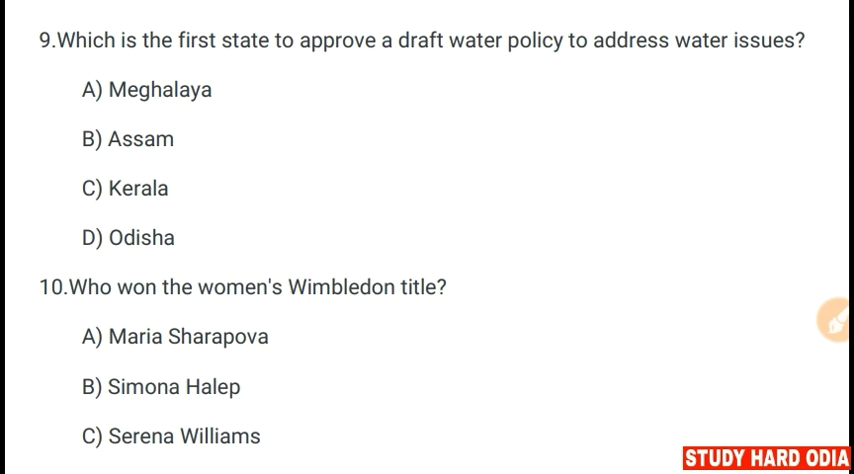 9.Which is the first state to approve a draft water policy to address water issues?
A) Meghalaya
B) Assam
C) Kerala
D) Odisha
10.Who won the women's Wimbledon title?
A) Maria Sharapova
B) Simona Halep
C) Serena Williams
STUDY HARD ODIA